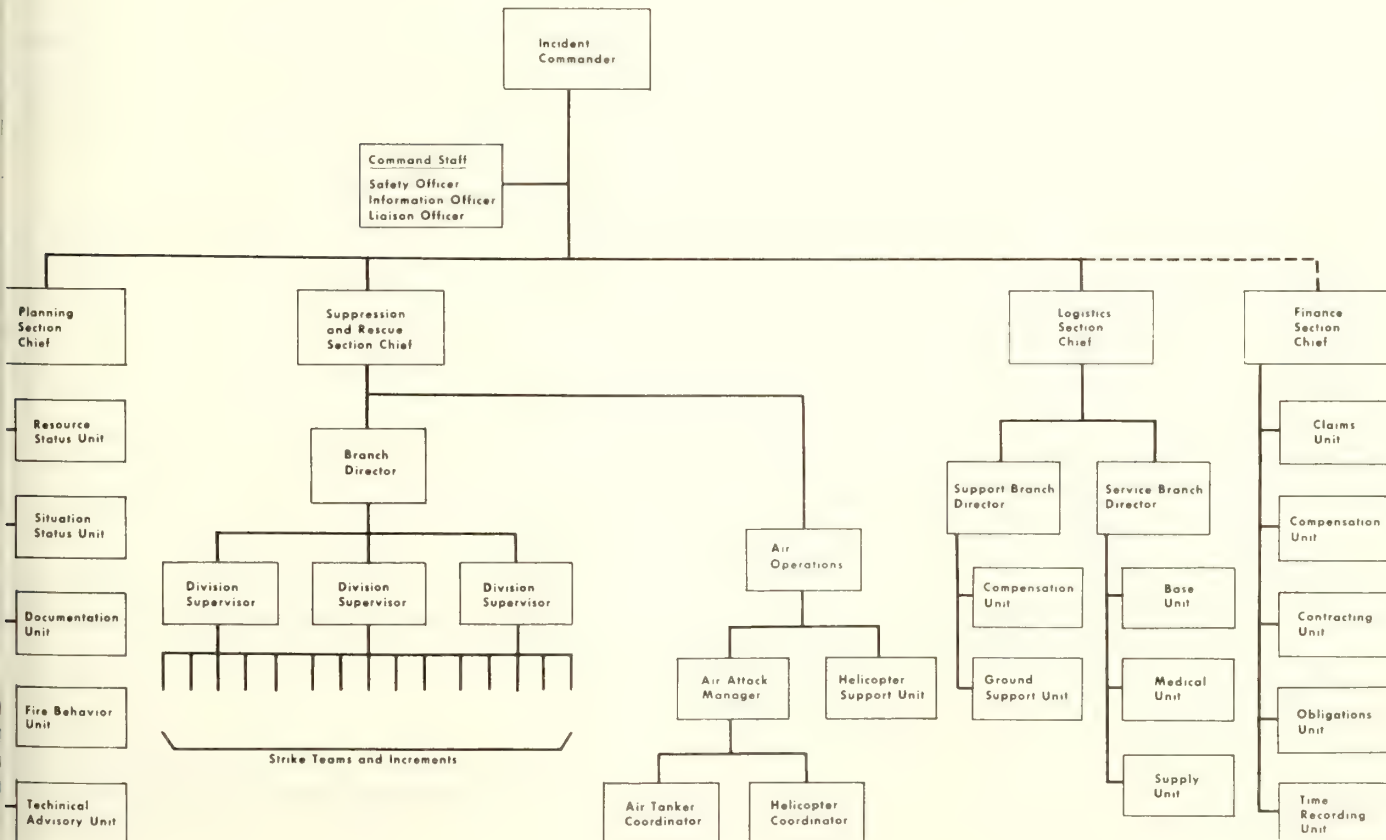 Incident
Commander
Command Staff
Safety Officer
Information Officer
Liaison Officer
Planning
Section
Chief
Suppression
and Rescue
Section Chief
Logistics
Section
Chief
Finance
Section
Chief
Resource
Status Unit
Situation
Status Unit
Documentation
Unit
Fire Behavior
Unit
Techinical
Advisory Unit
Branch
Director
Division
Supervisor
Division
Supervisor
Division
Supervisor
Strike Teams and Increments
Air
Operations
Air Attack
Manager
Helicopter
Support Unit
Air Tanker
Coordinator
Helicopter
Coordinator
Support Branch
Director
Compensation
Unit
Ground
Support Unit
Service Branch
Director
Base
Unit
Medical
Unit
Supply
Unit
Claims
Unit
Compensation
Unit
Contracting
Unit
Obligations
Unit
Time
Recording
Unit